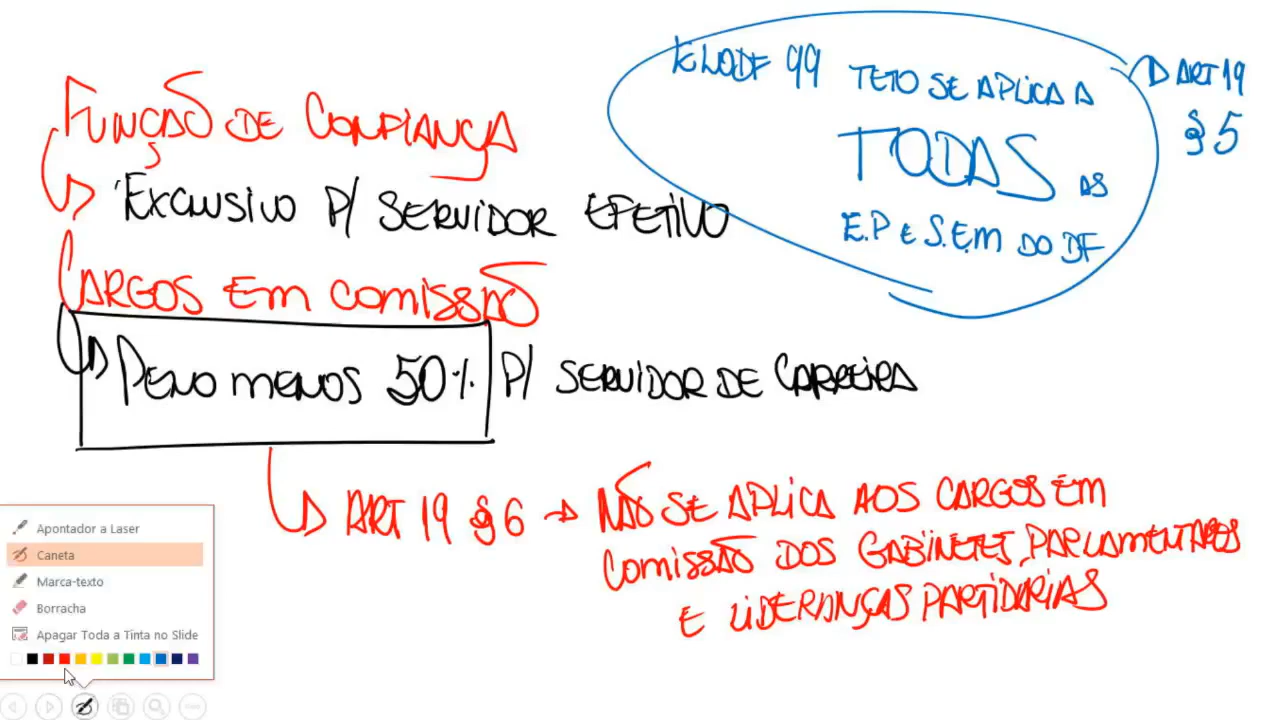 FUNÇÃO DE CONFIANÇA
EXCLUSIVO P/ SERVIDOR EFETIVO
CARGOS EM COMISSÃO
PELO MENOS 50% P/ SERVIDOR DE CARREIRA
ART 19 § 6 → NÃO SE APLICA AOS CARGOS EM
COMISSÃO DOS GABINETES PARLAMENTARES
E LIDERANÇAS PARTIDÁRIAS
ELODF 99 TETO SE APLICA A
TODAS AS
E.P E S.E.M DO DF
ART 19
§ 5
Apontador a Laser
Caneta
Marca-texto
Borracha
Apagar Toda a Tinta no Slide